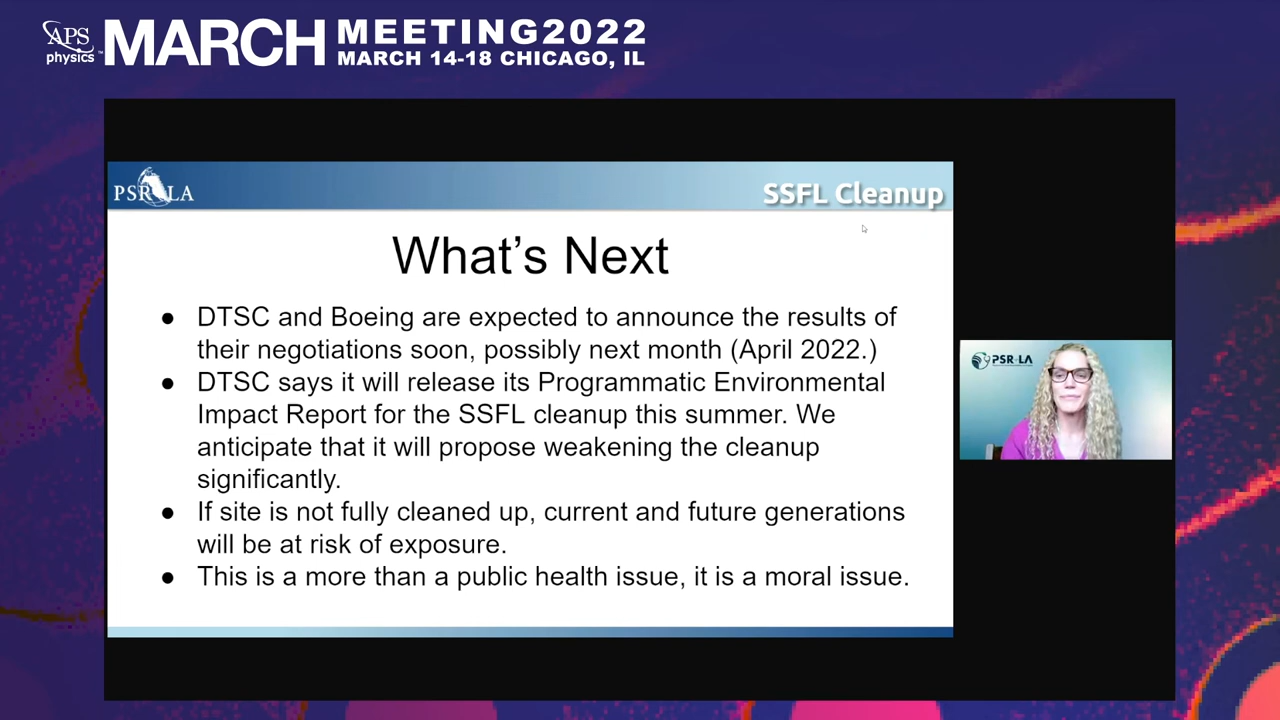 APS
physics
MARCH
MEETING2022
MARCH 14-18 CHICAGO, IL
PSR LA
SSFL Cleanup
What's Next
● DTSC and Boeing are expected to announce the results of
their negotiations soon, possibly next month (April 2022.)
● DTSC says it will release its Programmatic Environmental
Impact Report for the SSFL cleanup this summer. We
anticipate that it will propose weakening the cleanup
significantly.
● If site is not fully cleaned up, current and future generations
will be at risk of exposure.
● This is a more than a public health issue, it is a moral issue.
PSR-LA